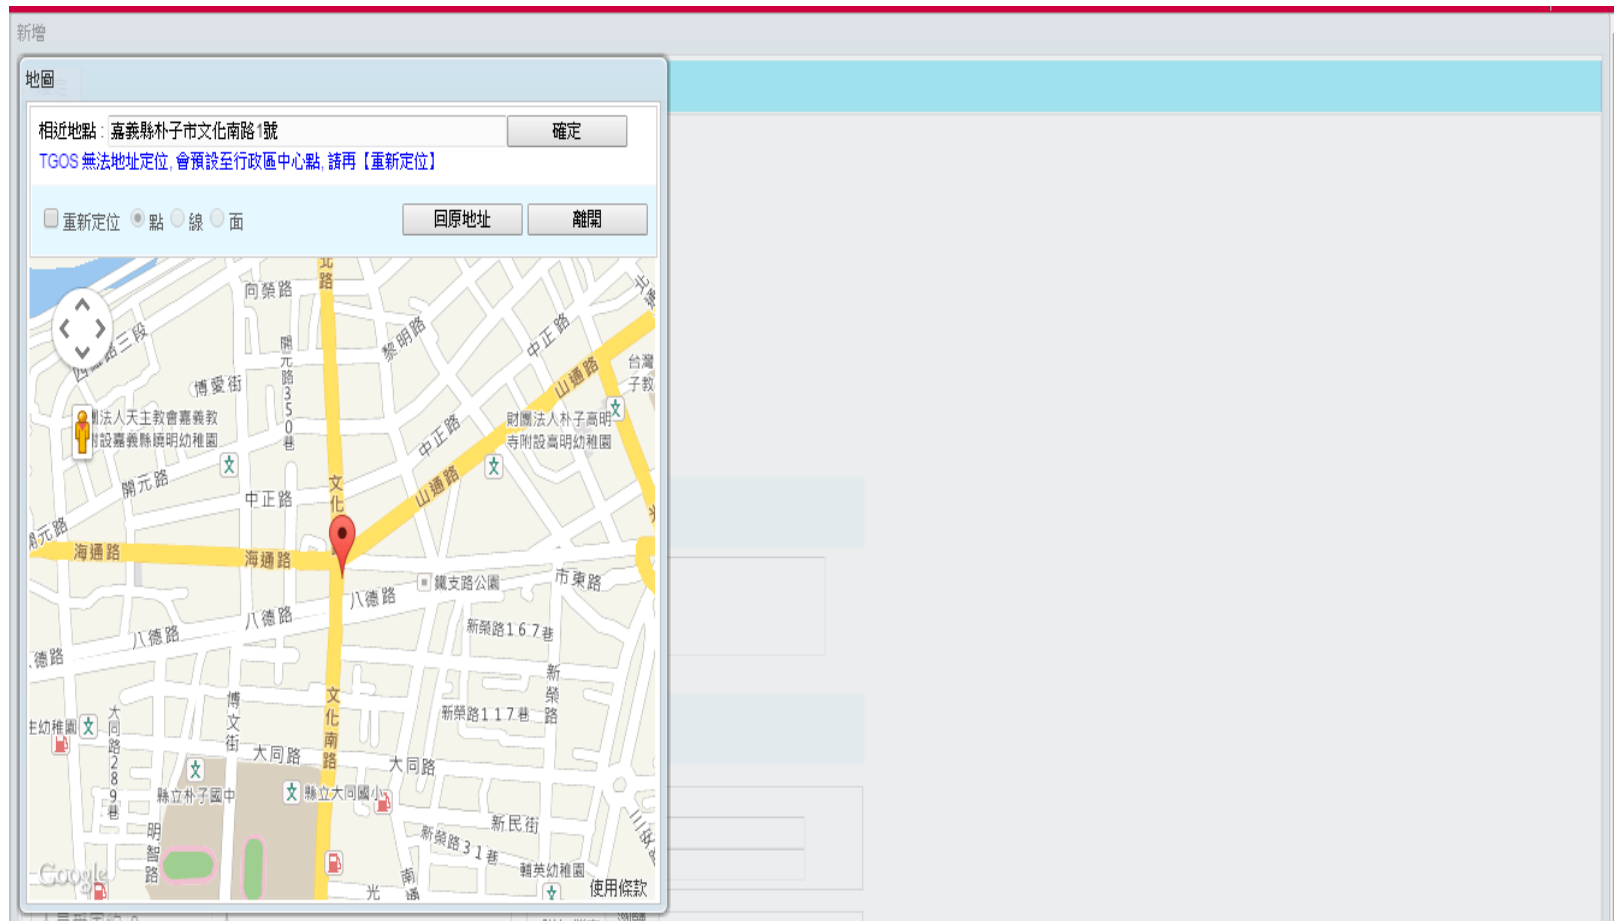 新增
地圖
相近地點 : 嘉義縣朴子市文化南路1號
確定
TGOS 無法地址定位, 會預設至行政區中心點, 請再【重新定位】
重新定位 點 線 面
回原地址 離開
北路
向榮路
黎明路
中正路
山通路
台灣
子教
開元路350巷
博愛街
團法人天主教會嘉義教
附設嘉義縣曉明幼稚園
財團法人朴子高明
寺附設高明幼稚園
中正路
山通路
開元路
中正路
文化
開元路
海通路
海通路
鐵支路公園
市東路
八德路
八德路
八德路
德路
新榮路167巷
新榮路
新榮路117巷
博文街
文化南路
大同路289巷
主幼稚園
大同路
大同路
縣立朴子國中
縣立大同國小
新民街
新榮路31巷
明智路
輔英幼稚園
南通
光
Google
使用條款